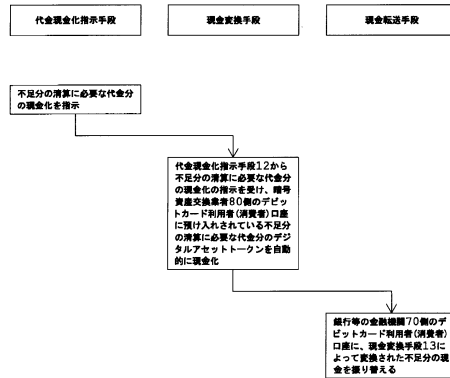 代金現金化指示手段
現金変換手段
現金転送手段
不足分の清算に必要な代金分
の現金化を指示
代金現金化指示手段12から
不足分の清算に必要な代金分
の現金化の指示を受け、暗号
資産交換業者80側のデビッ
トカード利用者(消費者)口座
に預け入れされている不足分
の清算に必要な代金分のデジ
タルアセットトークンを自動
的に現金化
銀行等の金融機関70側のデ
ビットカード利用者(消費者)
口座に、現金変換手段13に
よって変換された不足分の現
金を振り替える